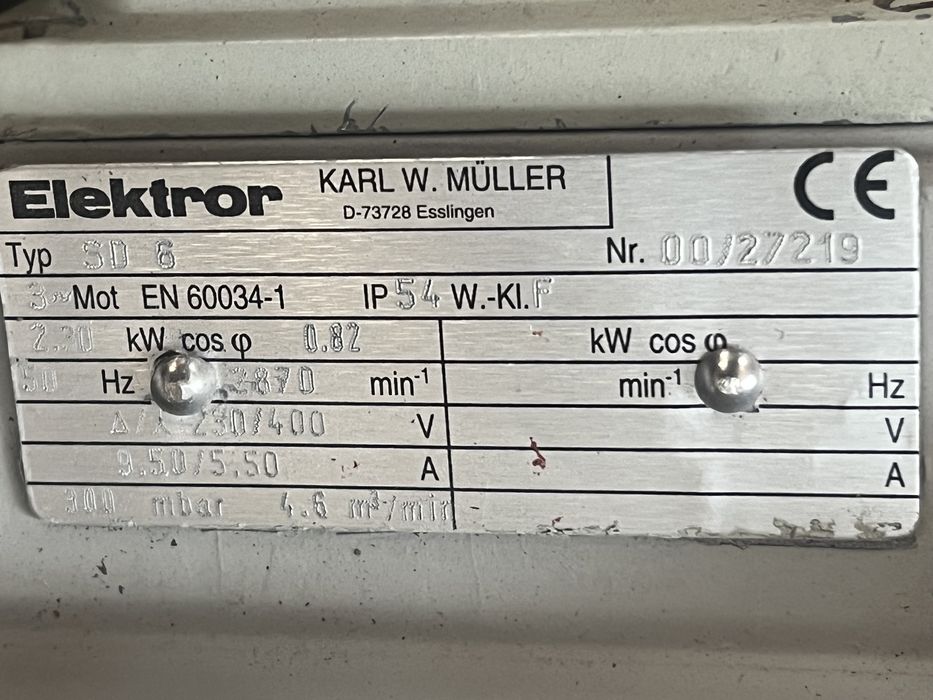 Elektror KARL W. MÜLLER
D-73728 Esslingen
CE
Typ SD 6 Nr. 00/27219
3~Mot EN 60034-1 IP 54 W.-Kl. F
2.20 kW cos φ 0.82 kW cos φ
50 Hz 2870 min-1 min-1 Hz
Δ/Y 230/400 V V
9.50/5.50 A A
mbar 4.6 m³/min